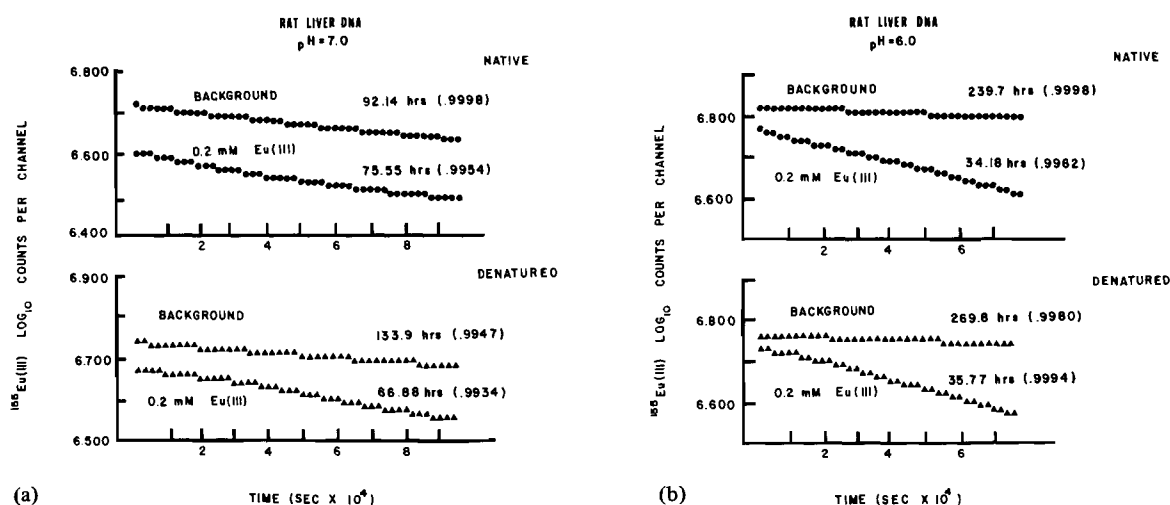 RAT LIVER DNA
pH=7.0
NATIVE
6.800
BACKGROUND
92.14 hrs (.9998)
6.600
0.2 mM Eu(III)
75.55 hrs (.9954)
6.400
2 4 6 8
DENATURED
6.900
BACKGROUND
133.9 hrs (.9947)
6.700
66.88 hrs (.9934)
0.2 mM Eu(III)
6.500
2 4 6 8
155Eu(III) LOG10 COUNTS PER CHANNEL
(a)
TIME (SEC X 10^4)
RAT LIVER DNA
pH=6.0
NATIVE
239.7 hrs (.9998)
BACKGROUND
6.800
34.18 hrs (.9962)
0.2 mM Eu(III)
6.600
2 4 6
DENATURED
BACKGROUND
269.8 hrs (.9980)
6.800
35.77 hrs (.9994)
0.2 mM Eu(III)
6.600
2 4 6
155Eu(III) LOG10 COUNTS PER CHANNEL
(b)
TIME (SEC X 10^4)